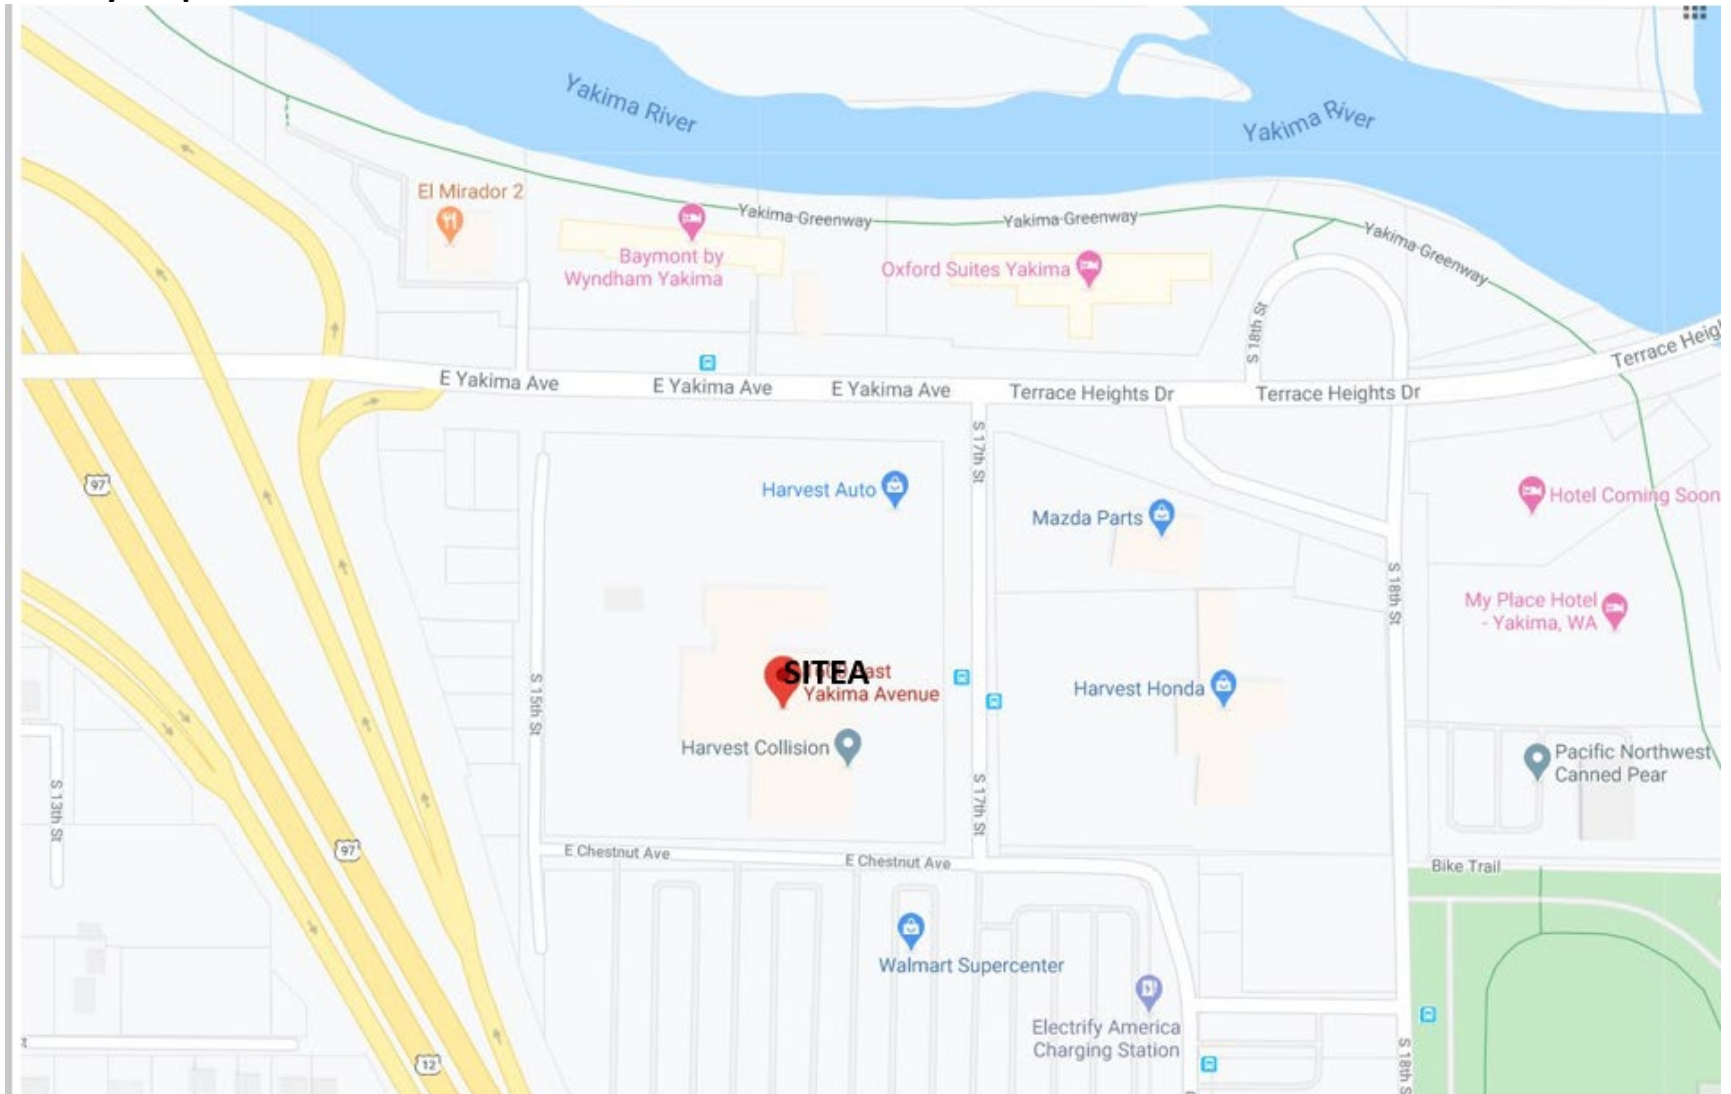 Yakima River
Yakima River
El Mirador 2
Yakima Greenway
Yakima Greenway
Yakima Greenway
Baymont by
Wyndham Yakima
Oxford Suites Yakima
S 18th St
Terrace Heig
E Yakima Ave
E Yakima Ave
E Yakima Ave
Terrace Heights Dr
Terrace Heights Dr
S 17th St
97
Harvest Auto
Mazda Parts
Hotel Coming Soon
S 18th St
My Place Hotel
- Yakima, WA
SITEA
East
Yakima Avenue
S 15th St
Harvest Honda
Harvest Collision
Pacific Northwest
Canned Pear
S 13th St
S 17th St
97
E Chestnut Ave
E Chestnut Ave
Bike Trail
Walmart Supercenter
Electrify America
Charging Station
12
S 18th S